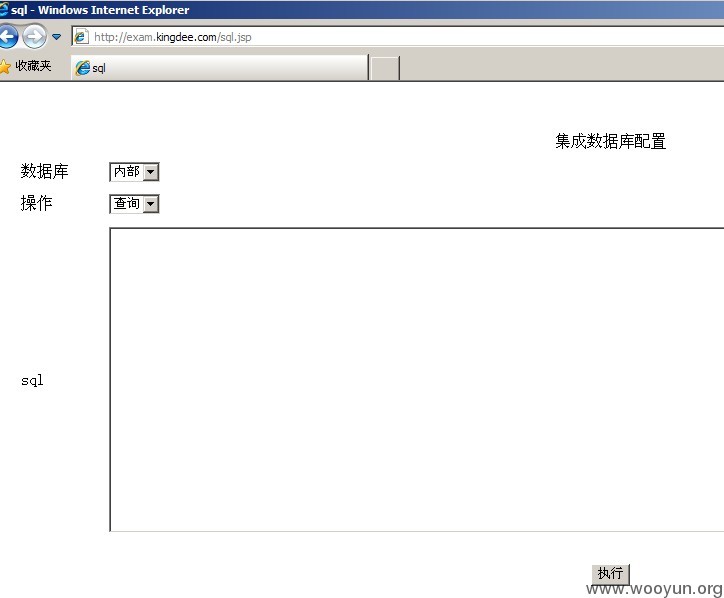 sql - Windows Internet Explorer
http://exam.kingdee.com/sql.jsp
收藏夹
sql
集成数据库配置
数据库 内部
操作 查询
sql
执行
www.wooyun.org